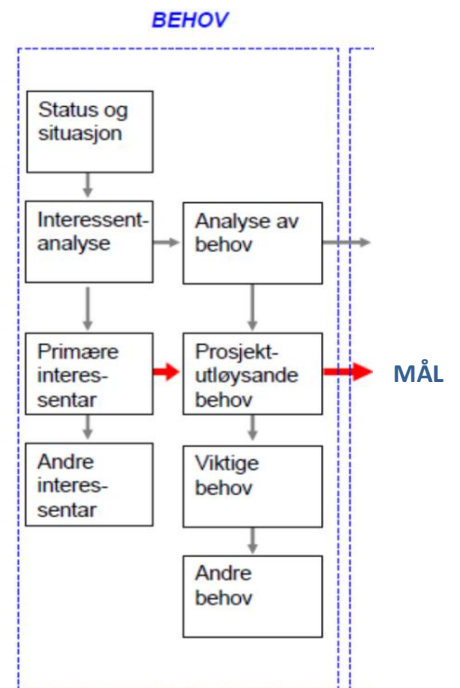 BEHOV
Status og
situasjon
Interessent-
analyse
Analyse av
behov
Primære
interes-
sentar
Prosjekt-
utløysande
behov
MÅL
Andre
interes-
sentar
Viktige
behov
Andre
behov